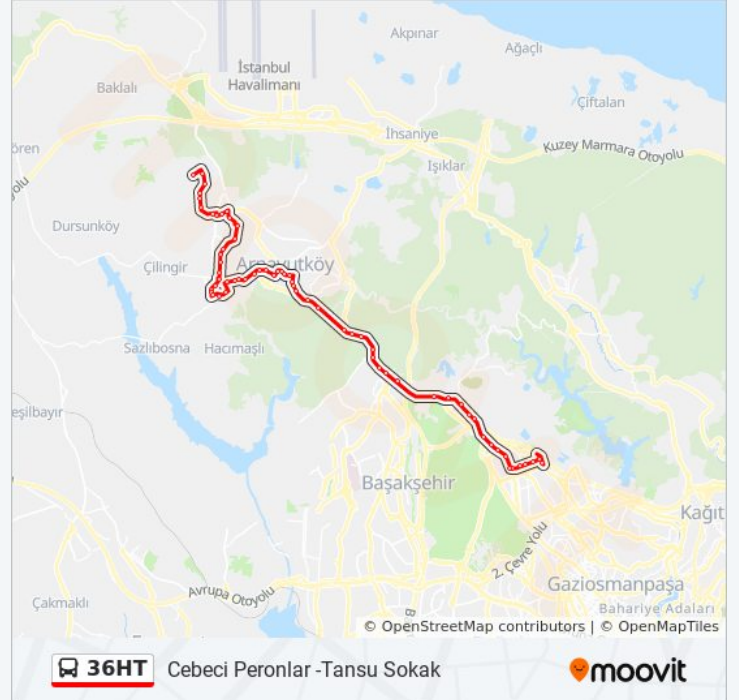 Akpınar
Ağaçlı
İstanbul
Havalimanı
Baklalı
Çiftalan
İhsaniye
ören
Kuzey Marmara Otoyolu
Işıklar
olu
Dursunköy
Arnavutköy
Çilingir
Sazlıbosna
Hacımaşlı
eşilbayır
Başakşehir
Kağıt
2. Çevre Yolu
Gaziosmanpaşa
Avrupa Otoyolu
Çakmaklı
Bahariye Adaları
B
© OpenStreetMap contributors | © OpenMapTiles
36HT Cebeci Peronlar -Tansu Sokak
moovit